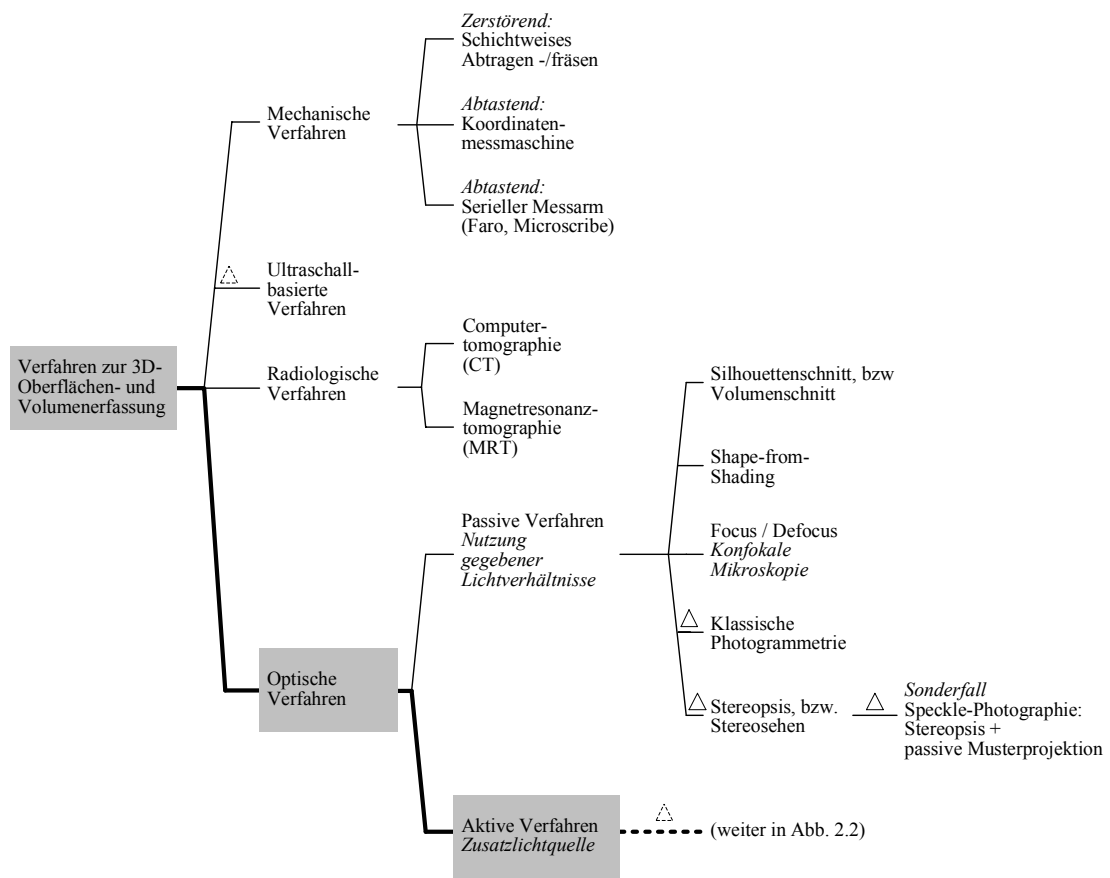 Zerstörend:
Schichtweises
Abtragen -/fräsen
Mechanische
Verfahren
Abtastend:
Koordinaten-
messmaschine
Abtastend:
Serieller Messarm
(Faro, Microscribe)
Ultraschall-
basierte
Verfahren
Verfahren zur 3D-
Oberflächen- und
Volumenerfassung
Radiologische
Verfahren
Computer-
tomographie
(CT)
Magnetresonanz-
tomographie
(MRT)
Optische
Verfahren
Passive Verfahren
Nutzung
gegebener
Lichtverhältnisse
Silhouettenschnitt, bzw
Volumenschnitt
Shape-from-
Shading
Focus / Defocus
Konfokale
Mikroskopie
Klassische
Photogrammetrie
Stereopsis, bzw.
Stereosehen
Sonderfall
Speckle-Photographie:
Stereopsis +
passive Musterprojektion
Aktive Verfahren
Zusatzlichtquelle
(weiter in Abb. 2.2)